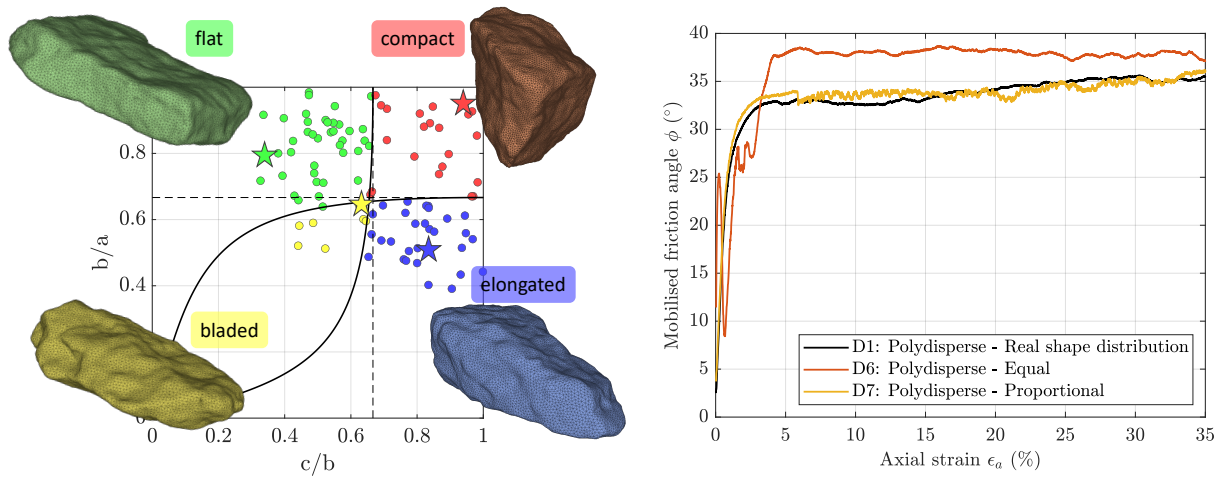 flat
compact
b/a
0.8
0.6
0.4
0
elongated
bladed
0
0.2
0.4
0.6
0.8
1
c/b
Mobilised friction angle ϕ (°)
40
35
30
25
20
15
10
5
0
D1: Polydisperse - Real shape distribution
D6: Polydisperse - Equal
D7: Polydisperse - Proportional
0
5
10
15
20
25
30
35
Axial strain ϵₐ (%)